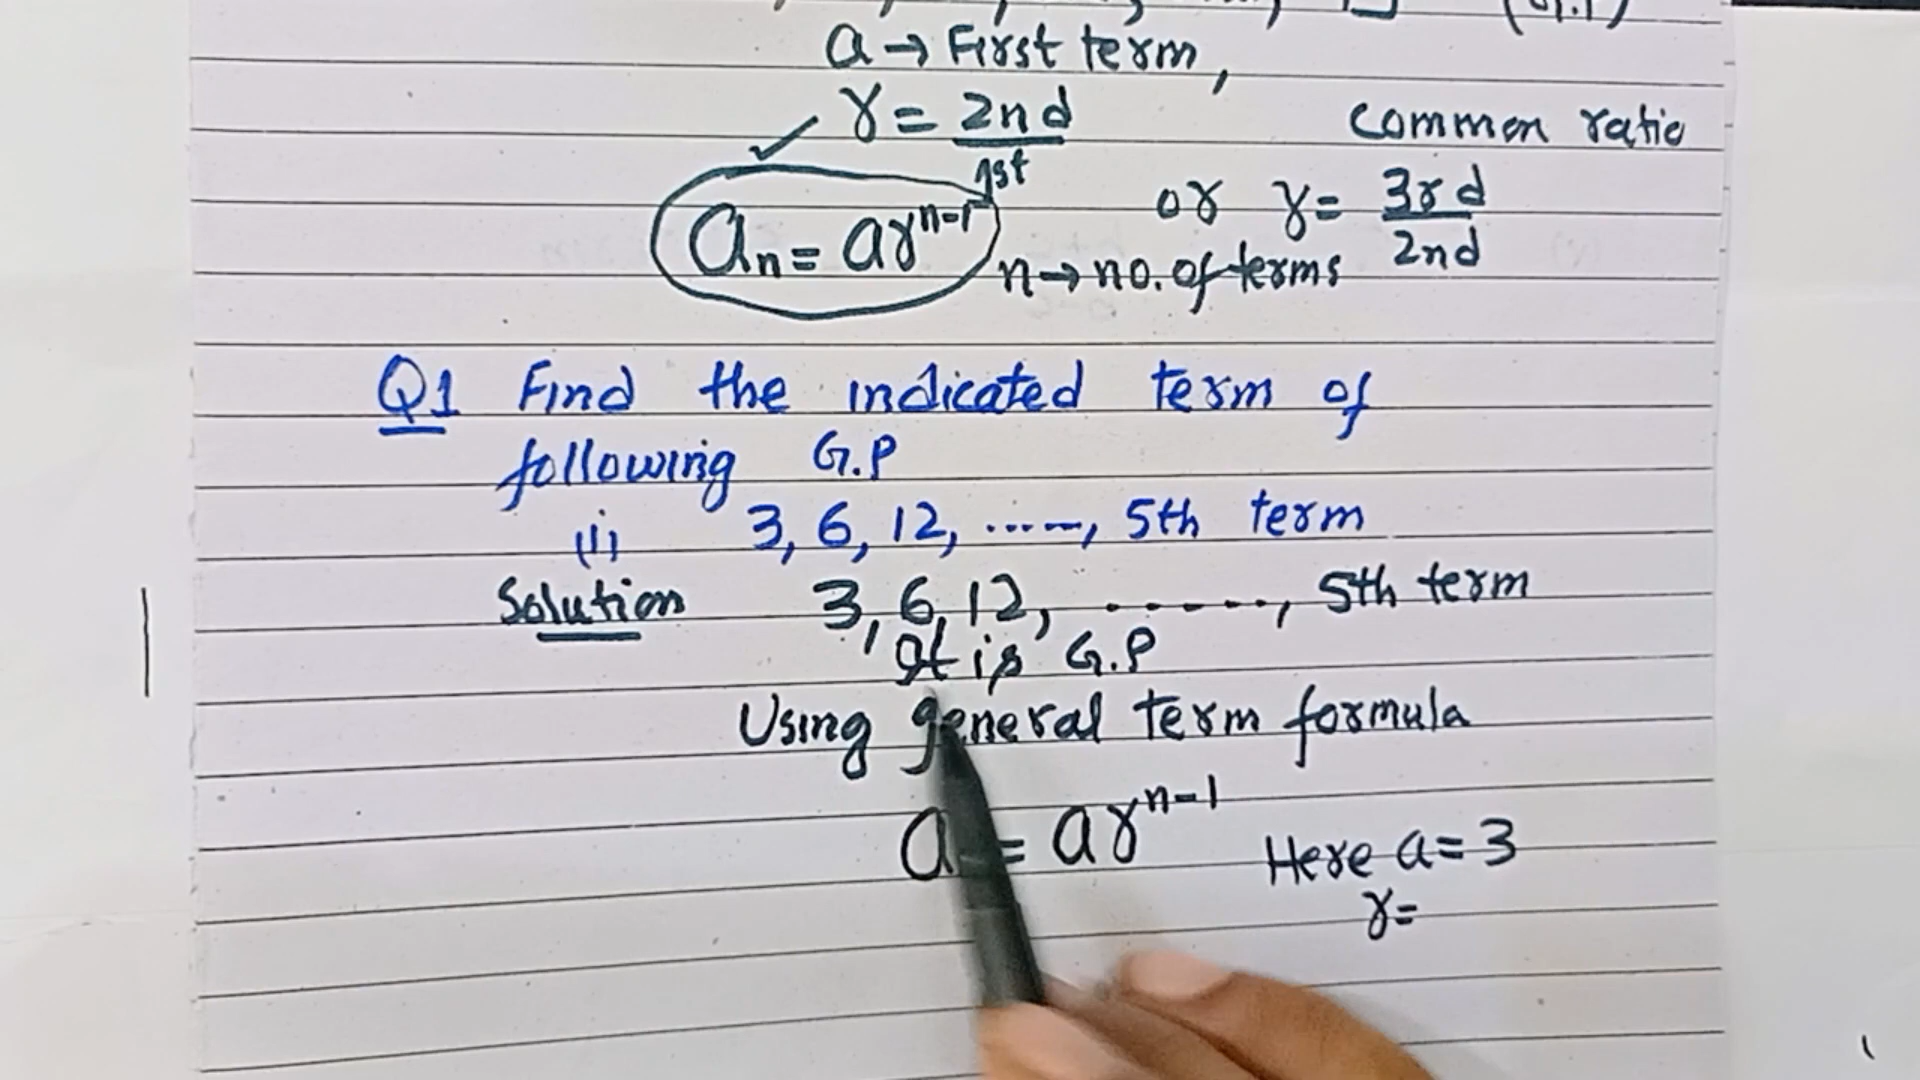 a → First term,
r = 2nd / 1st
Common ratio
aₙ = arⁿ⁻¹
or r = 3rd / 2nd
n → no. of terms
Q1 Find the indicated term of
following G.P
(i) 3, 6, 12, ......, 5th term
Solution 3, 6, 12, ......, 5th term
It is G.P
Using general term formula
a = arⁿ⁻¹ Here a = 3
r =